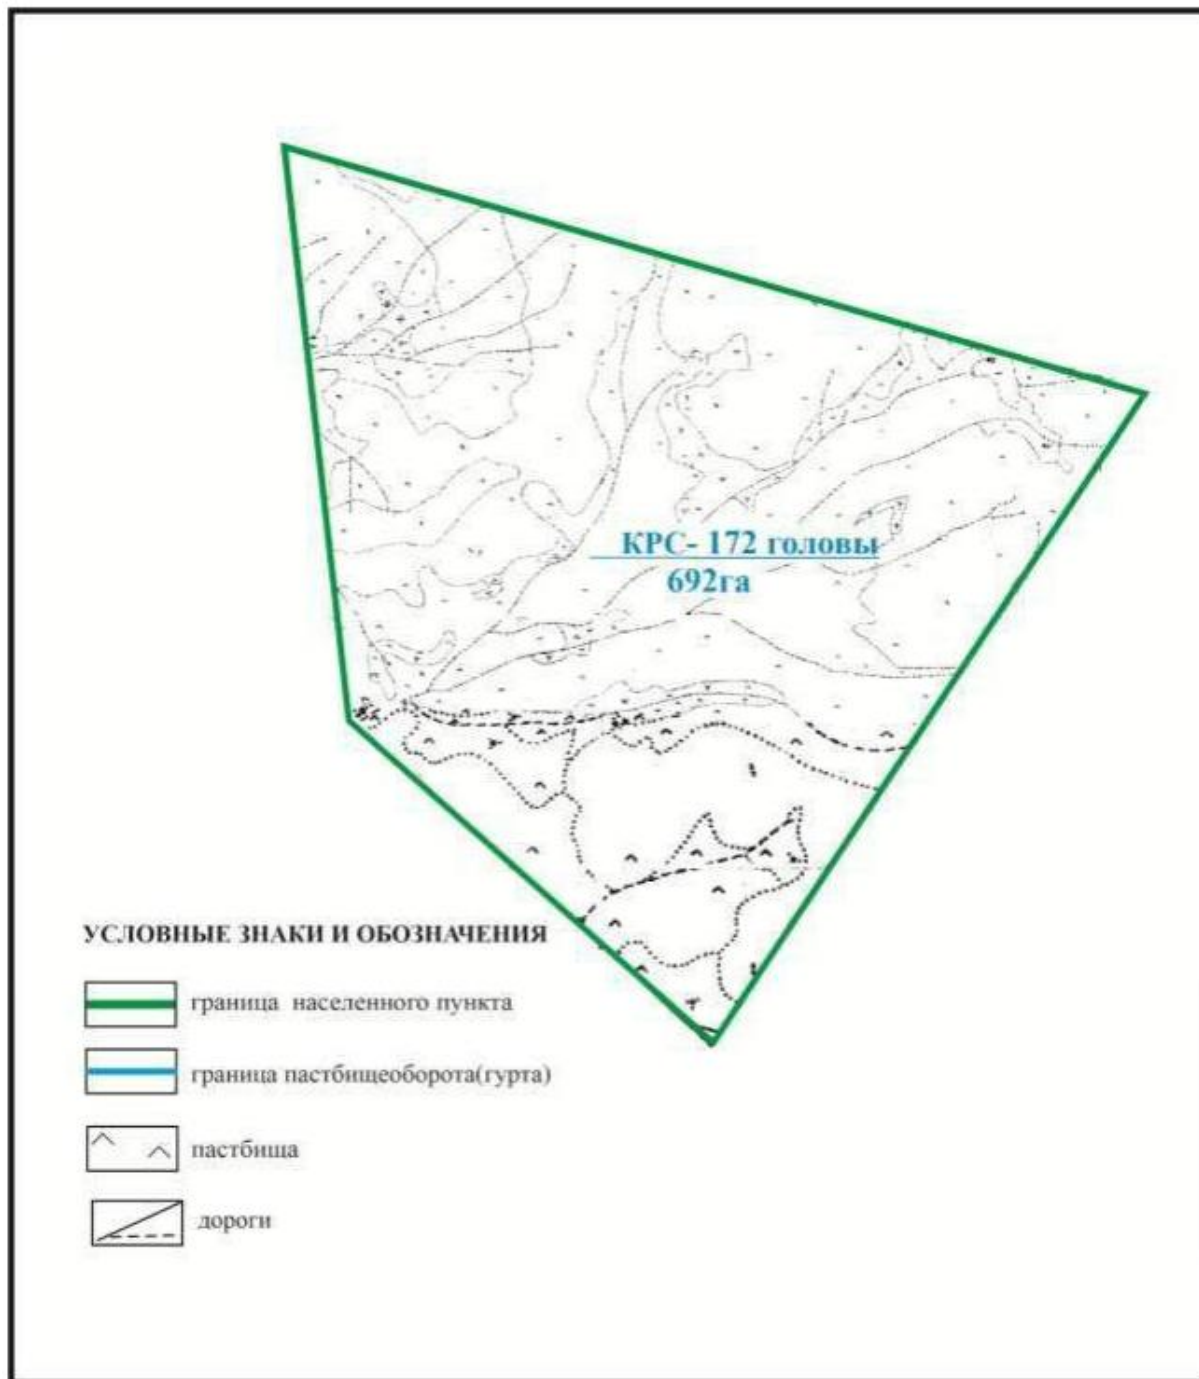 КРС- 172 головы
692га
УСЛОВНЫЕ ЗНАКИ И ОБОЗНАЧЕНИЯ
граница населенного пункта
граница пастбищеоборота(гурта)
пастбища
дороги